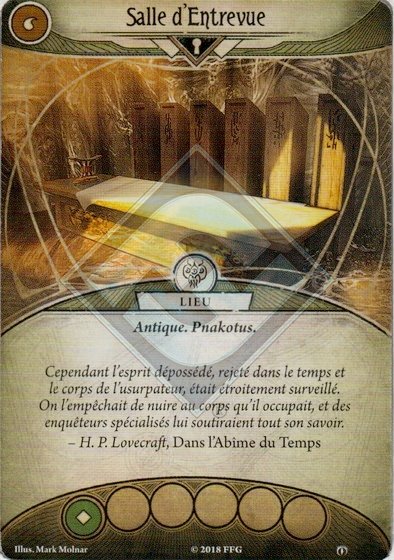 Salle d'Entrevue
LIEU
Antique. Pnakotus.
Cependant l'esprit dépossédé, rejeté dans le temps et
le corps de l'usurpateur, était étroitement surveillé.
On l'empêchait de nuire au corps qu'il occupait, et des
enquêteurs spécialisés lui soutiraient tout son savoir.
– H. P. Lovecraft, Dans l'Abîme du Temps
Illus. Mark Molnar
© 2018 FFG